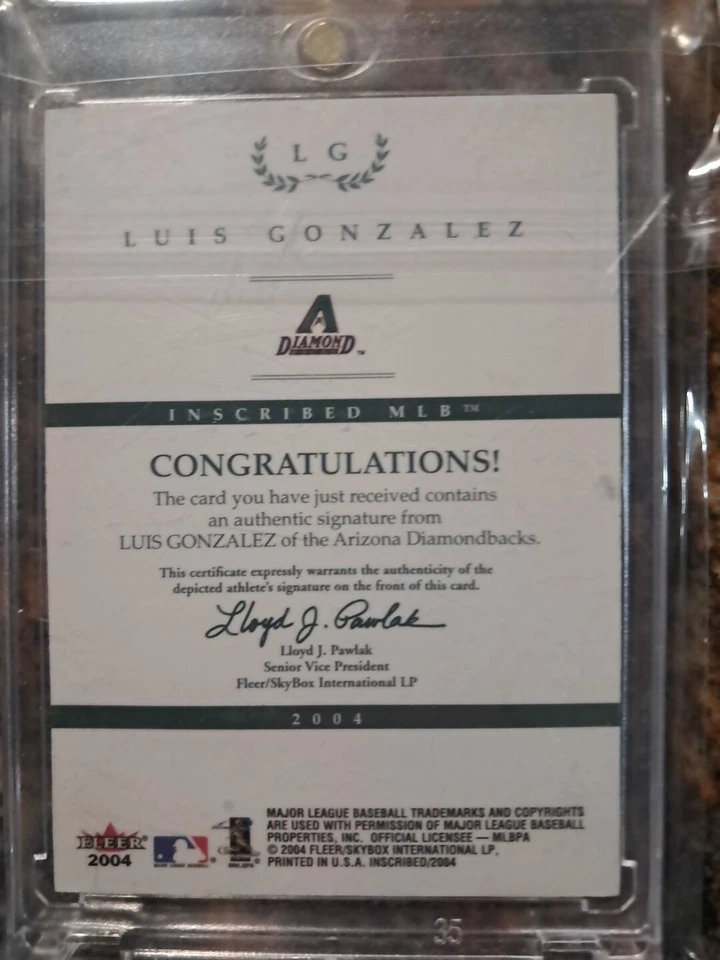 L G
LUIS GONZALEZ
A
DIAMOND™
INSCRIBED MLB™
CONGRATULATIONS!
The card you have just received contains
an authentic signature from
LUIS GONZALEZ of the Arizona Diamondbacks.
This certificate expressly warrants the authenticity of the
depicted athlete's signature on the front of this card.
Lloyd J. Pawlak
Lloyd J. Pawlak
Senior Vice President
Fleer/SkyBox International LP
2004
FLEER
2004
MAJOR LEAGUE BASEBALL TRADEMARKS AND COPYRIGHTS
ARE USED WITH PERMISSION OF MAJOR LEAGUE BASEBALL
PROPERTIES, INC. OFFICIAL LICENSEE — MLBPA
© 2004 FLEER/SKYBOX INTERNATIONAL LP,
PRINTED IN U.S.A. INSCRIBED/2004
35